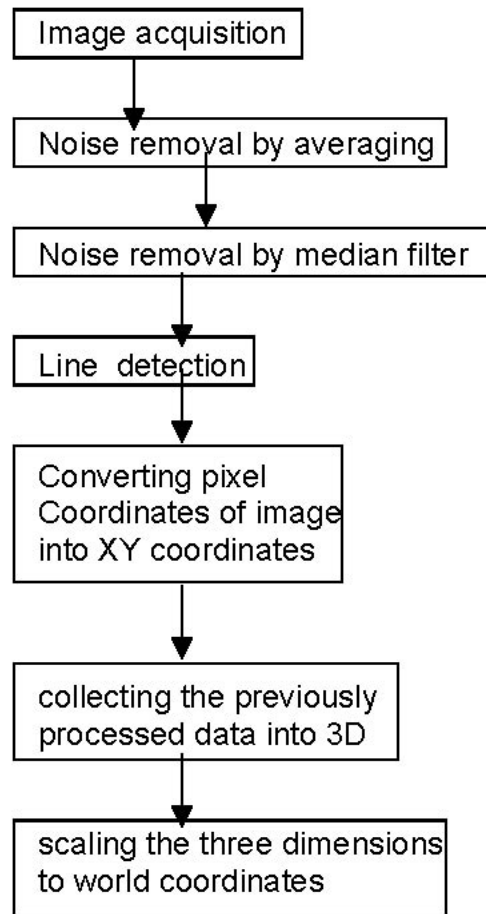 Image acquisition
Noise removal by averaging
Noise removal by median filter
Line detection
Converting pixel
Coordinates of image
into XY coordinates
collecting the previously
processed data into 3D
scaling the three dimensions
to world coordinates